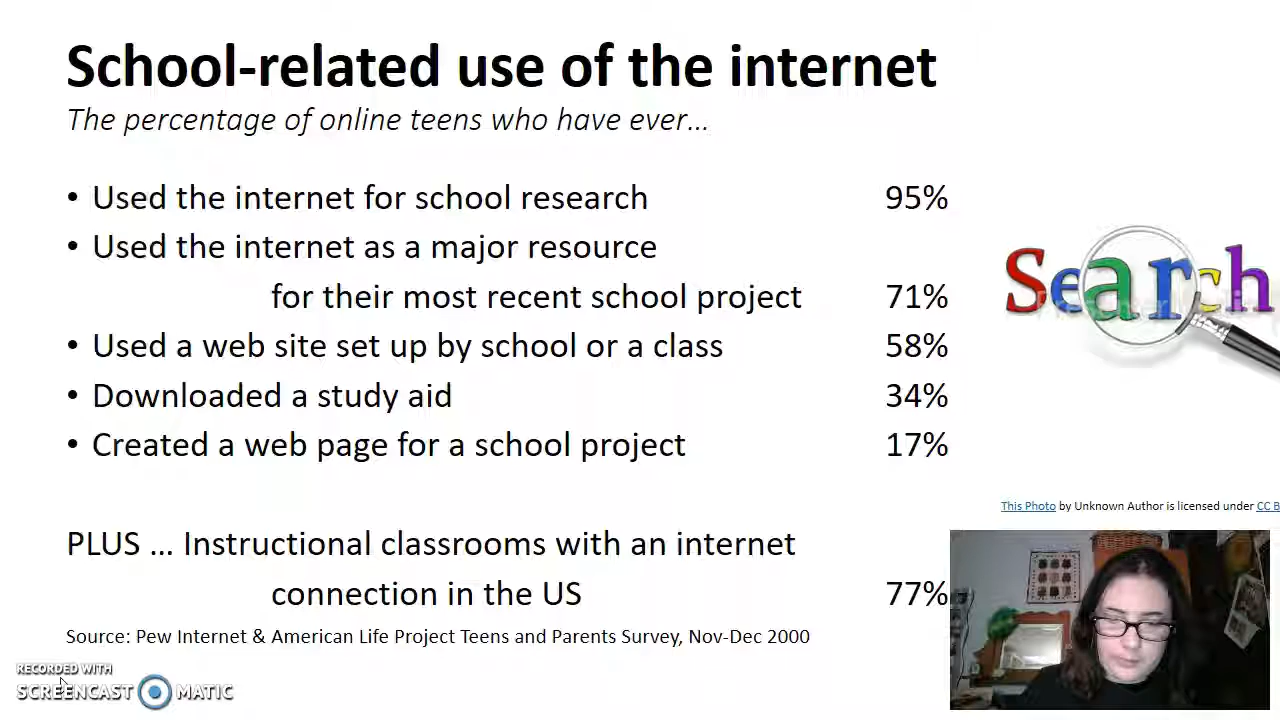 School-related use of the internet
The percentage of online teens who have ever…
• Used the internet for school research 95%
• Used the internet as a major resource
for their most recent school project 71%
• Used a web site set up by school or a class 58%
• Downloaded a study aid 34%
• Created a web page for a school project 17%
Search
This Photo by Unknown Author is licensed under CC B
PLUS … Instructional classrooms with an internet
connection in the US 77%
Source: Pew Internet & American Life Project Teens and Parents Survey, Nov-Dec 2000
RECORDED WITH
SCREENCAST MATIC